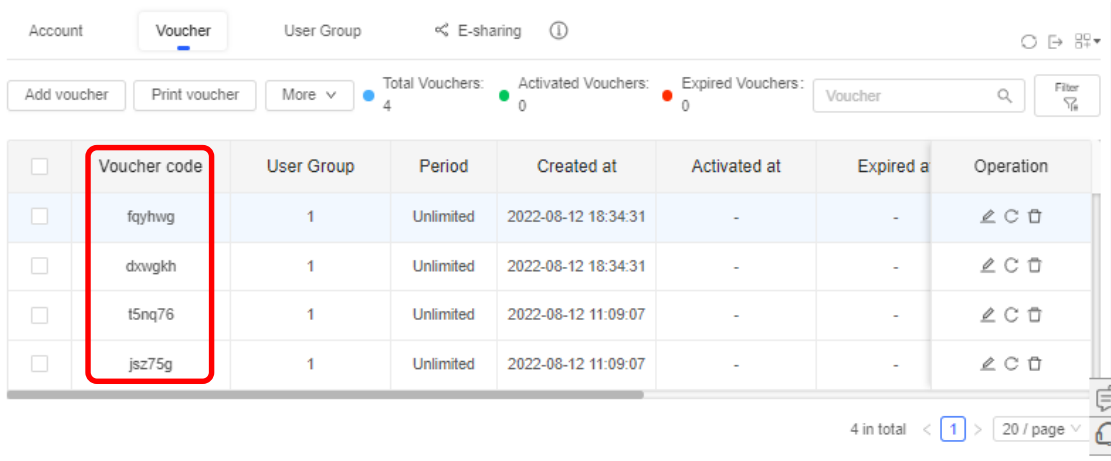 Account Voucher User Group E-sharing
Add voucher Print voucher More Total Vouchers: 4 Activated Vouchers: 0 Expired Vouchers: 0 Voucher Filter
Voucher code User Group Period Created at Activated at Expired a Operation
fqyhwg 1 Unlimited 2022-08-12 18:34:31 - -
dxwgkh 1 Unlimited 2022-08-12 18:34:31 - -
t5nq76 1 Unlimited 2022-08-12 11:09:07 - -
jsz75g 1 Unlimited 2022-08-12 11:09:07 - -
4 in total < 1 > 20 / page